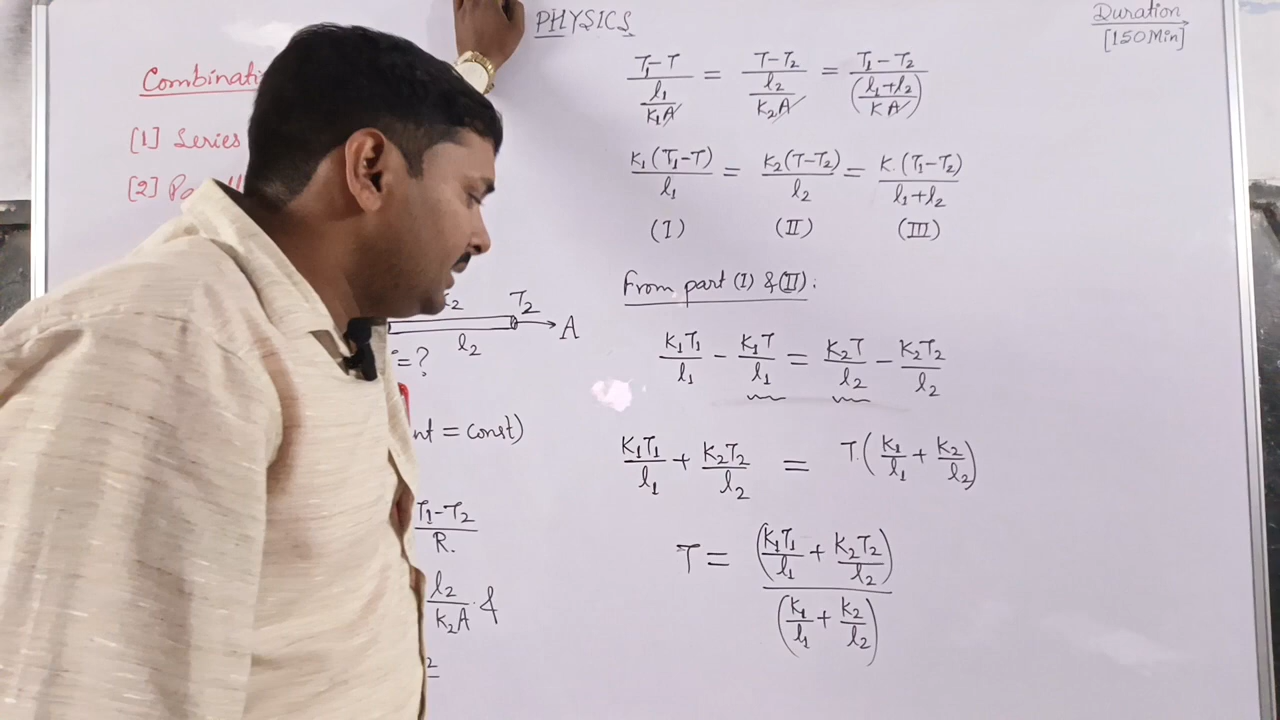 PHYSICS
Duration
[150 Min]
[1] Series
[2]
T₂
l₂
A
= ?
= const)
(T₁-T)/(l₁/(K₁A)) = (T-T₂)/(l₂/(K₂A)) = (T₁-T₂)/((l₁+l₂)/(KA))
K₁(T₁-T)/l₁ = K₂(T-T₂)/l₂ = K.(T₁-T₂)/(l₁+l₂)
(I) (II) (III)
From part (I) & (II):
K₁T₁/l₁ - K₁T/l₁ = K₂T/l₂ - K₂T₂/l₂
K₁T₁/l₁ + K₂T₂/l₂ = T.(K₁/l₁ + K₂/l₂)
T = (K₁T₁/l₁ + K₂T₂/l₂)/(K₁/l₁ + K₂/l₂)
(T₁-T₂)/R.
l₂/(K₂A) . &